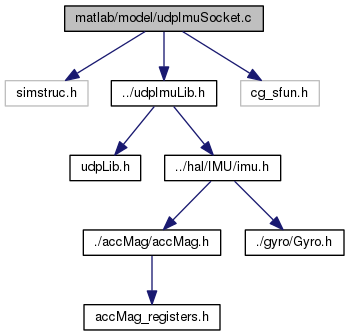 matlab/model/udpImuSocket.c
simstruc.h
../udpImuLib.h
cg_sfun.h
udpLib.h
../hal/IMU/imu.h
./accMag/accMag.h
./gyro/Gyro.h
accMag_registers.h